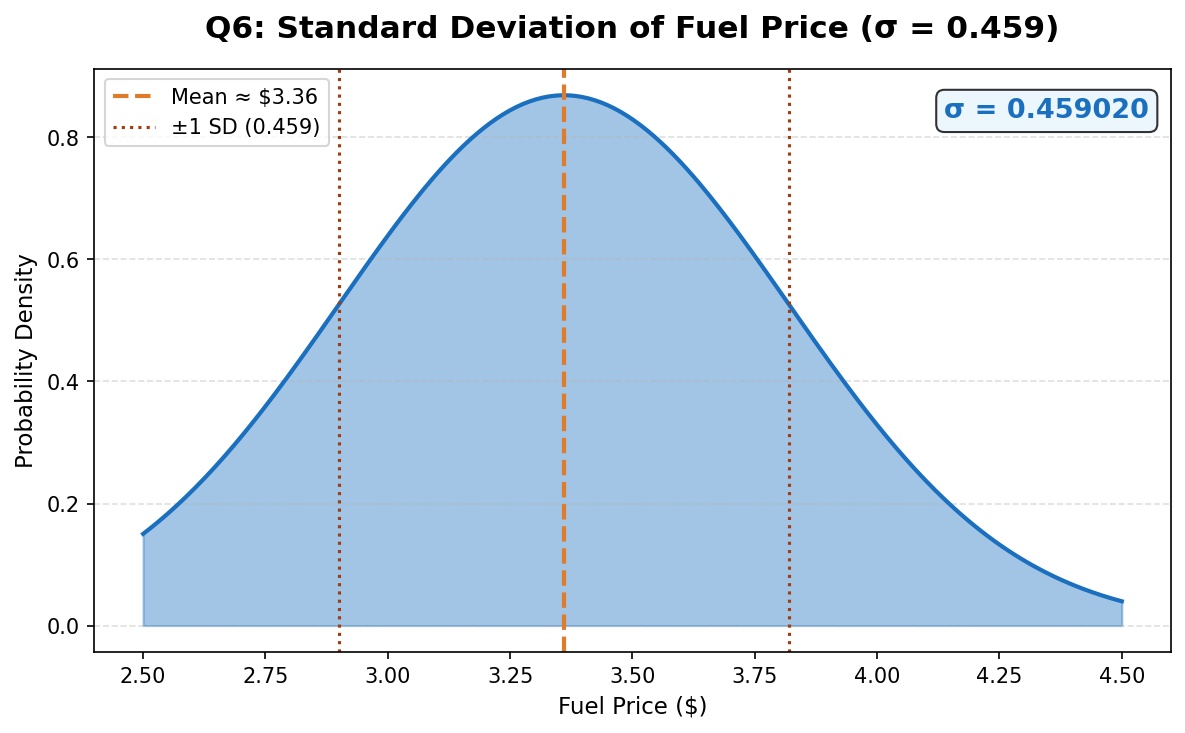 Q6: Standard Deviation of Fuel Price (σ = 0.459)
Mean ≈ $3.36
±1 SD (0.459)
σ = 0.459020
Probability Density
0.8
0.6
0.4
0.2
0.0
2.50 2.75 3.00 3.25 3.50 3.75 4.00 4.25 4.50
Fuel Price ($)